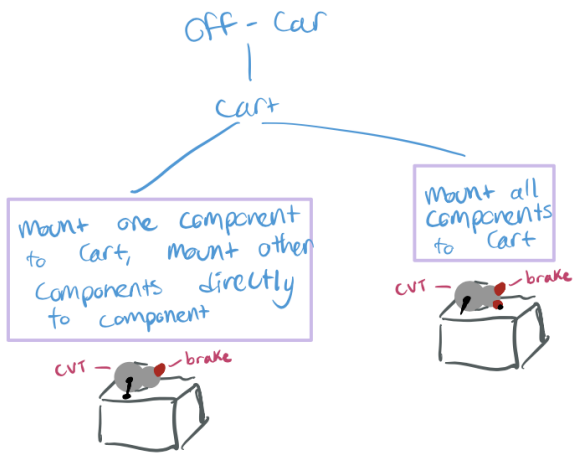 Off - Car
Cart
mount one component
to Cart, mount other
components directly
to component
mount all
components
to Cart
CVT - brake
CVT - brake